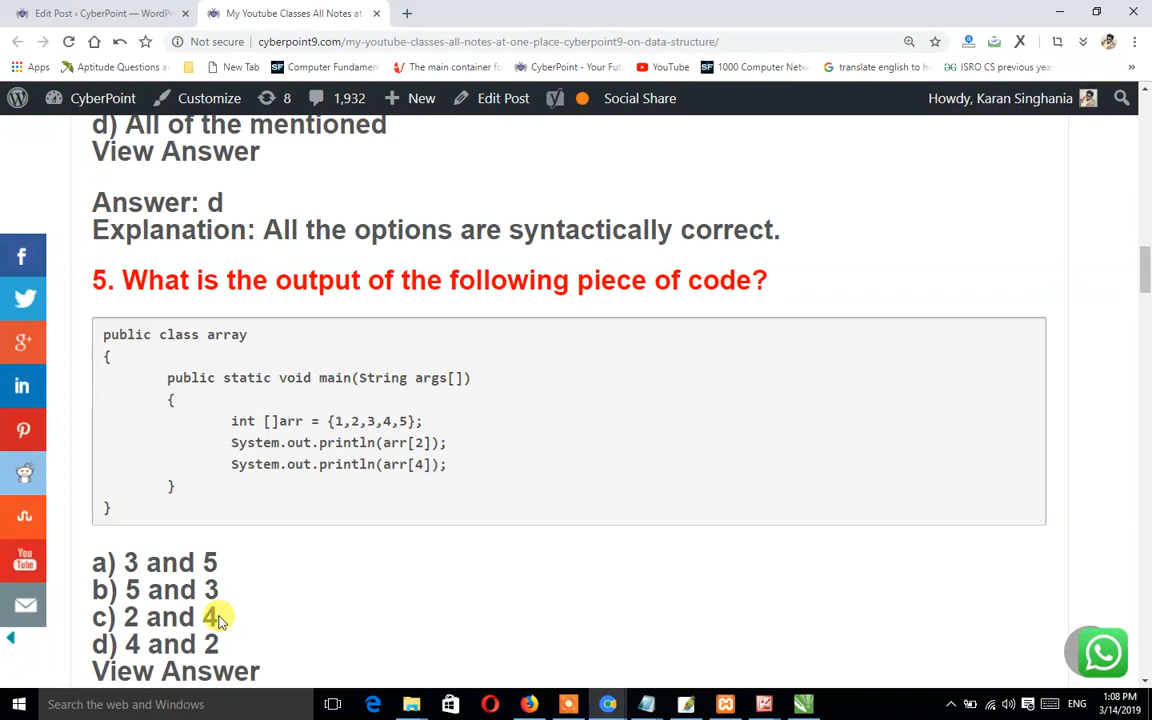 Edit Post ‹ CyberPoint — WordP
My Youtube Classes All Notes at
Not secure
cyberpoint9.com/my-youtube-classes-all-notes-at-one-place-cyberpoint9-on-data-structure/
Apps
Aptitude Questions a
New Tab
Computer Fundament
The main container fo
CyberPoint - Your Fut
YouTube
1000 Computer Netw
translate english to h
ISRO CS previous year
CyberPoint
Customize
8
1,932
New
Edit Post
Social Share
Howdy, Karan Singhania
d) All of the mentioned
View Answer
Answer: d
Explanation: All the options are syntactically correct.
5. What is the output of the following piece of code?
public class array
{
public static void main(String args[])
{
int []arr = {1,2,3,4,5};
System.out.println(arr[2]);
System.out.println(arr[4]);
}
}
a) 3 and 5
b) 5 and 3
c) 2 and 4
d) 4 and 2
View Answer
Search the web and Windows
ENG
1:08 PM
3/14/2019